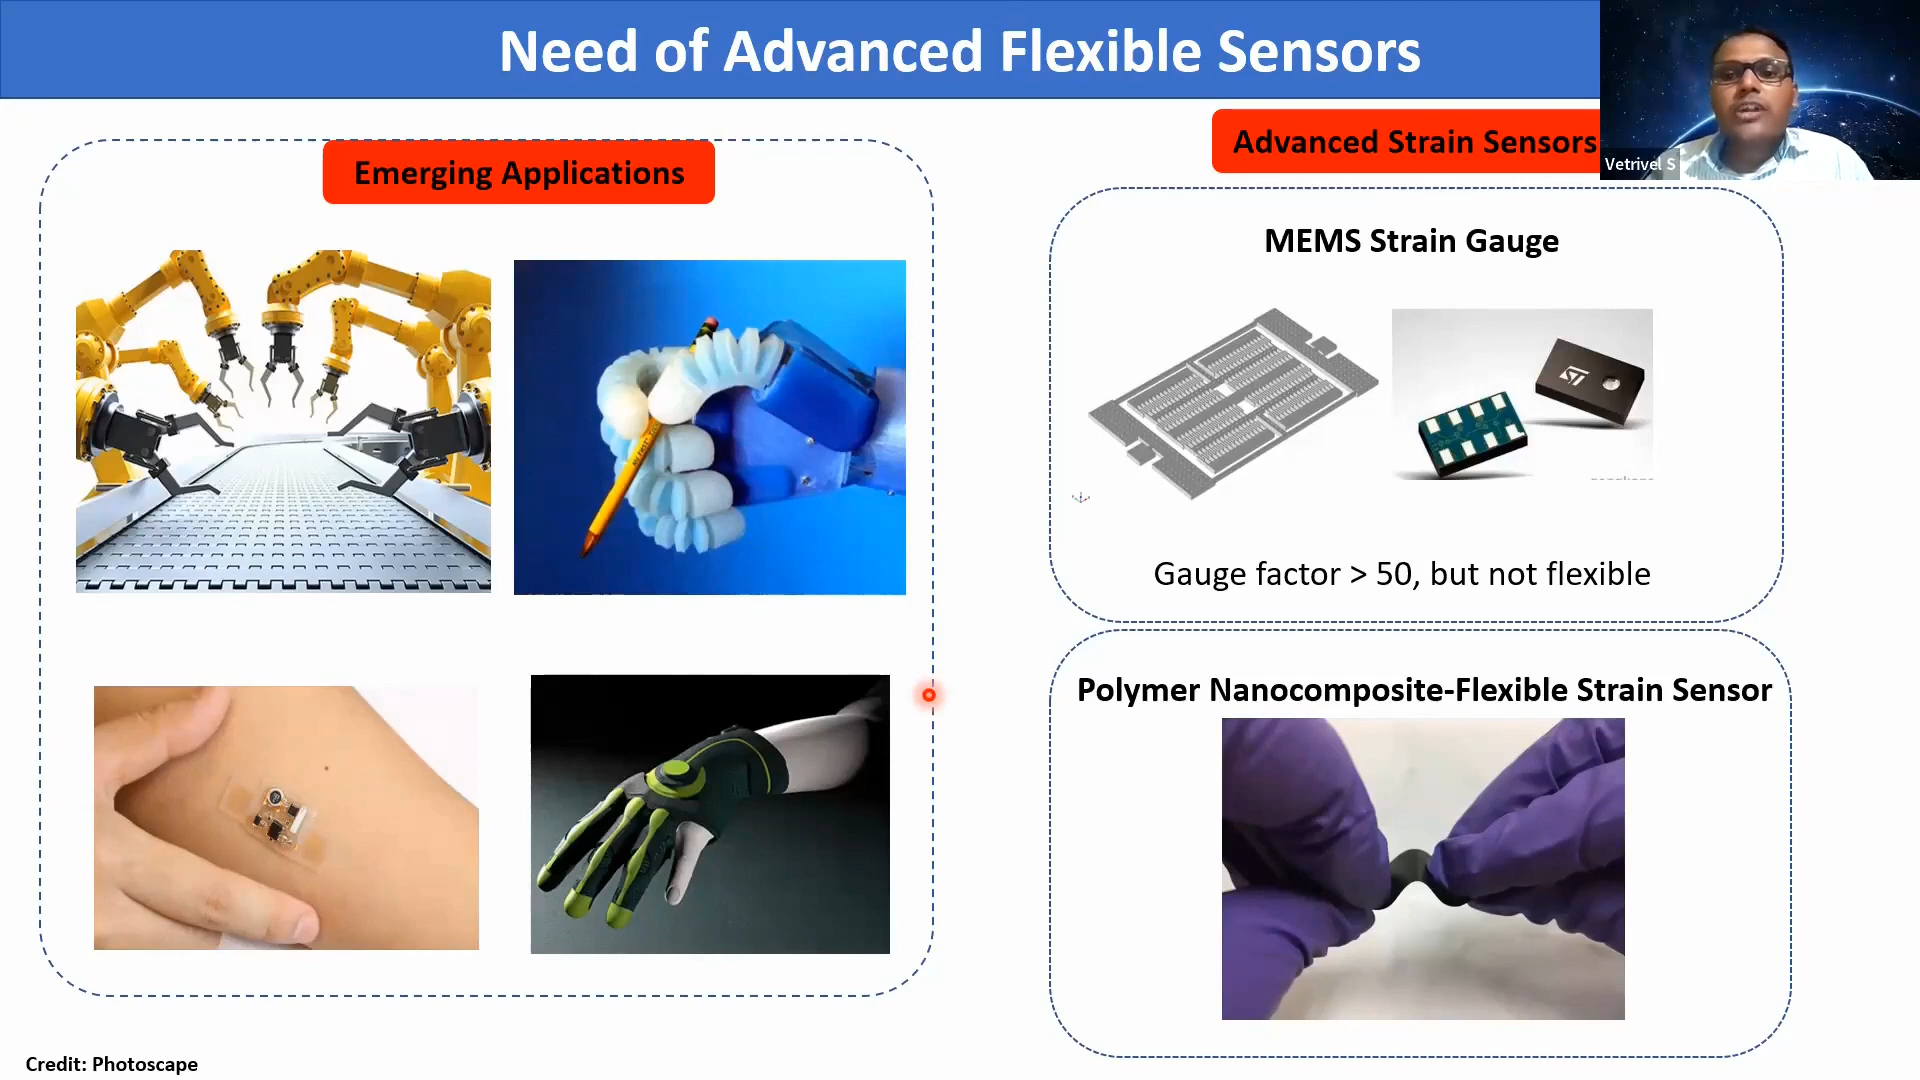 Need of Advanced Flexible Sensors
Vetrivel S
Emerging Applications
Advanced Strain Sensors
MEMS Strain Gauge
ST
Gauge factor > 50, but not flexible
Polymer Nanocomposite-Flexible Strain Sensor
Credit: Photoscape